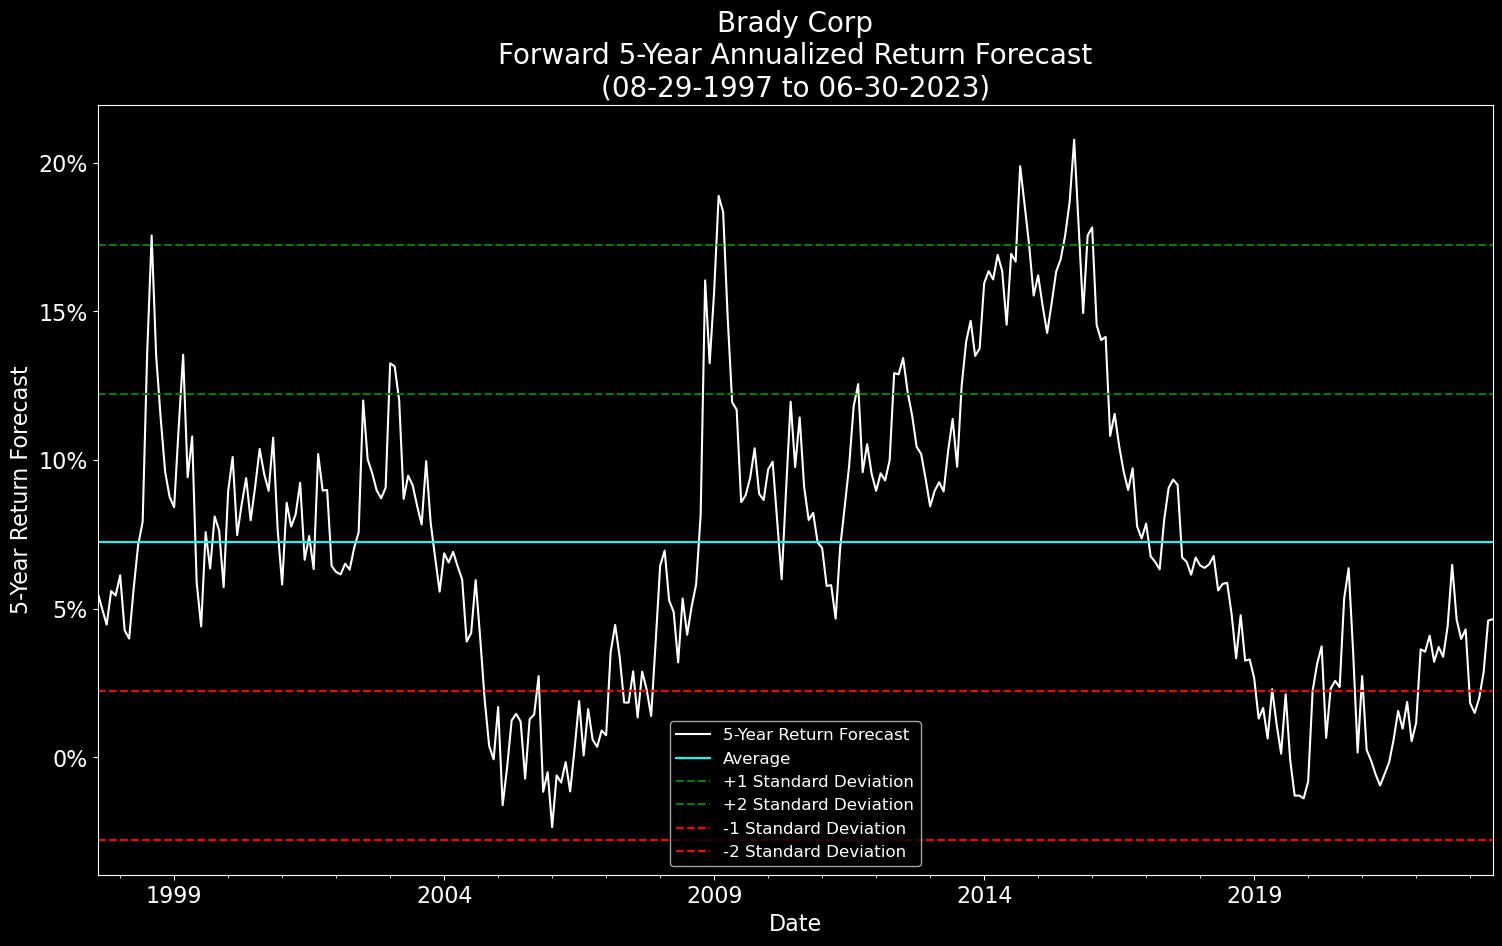 Brady Corp
Forward 5-Year Annualized Return Forecast
(08-29-1997 to 06-30-2023)
5-Year Return Forecast
20%
15%
10%
5%
0%
5-Year Return Forecast
Average
+1 Standard Deviation
+2 Standard Deviation
-1 Standard Deviation
-2 Standard Deviation
1999 2004 2009 2014 2019
Date